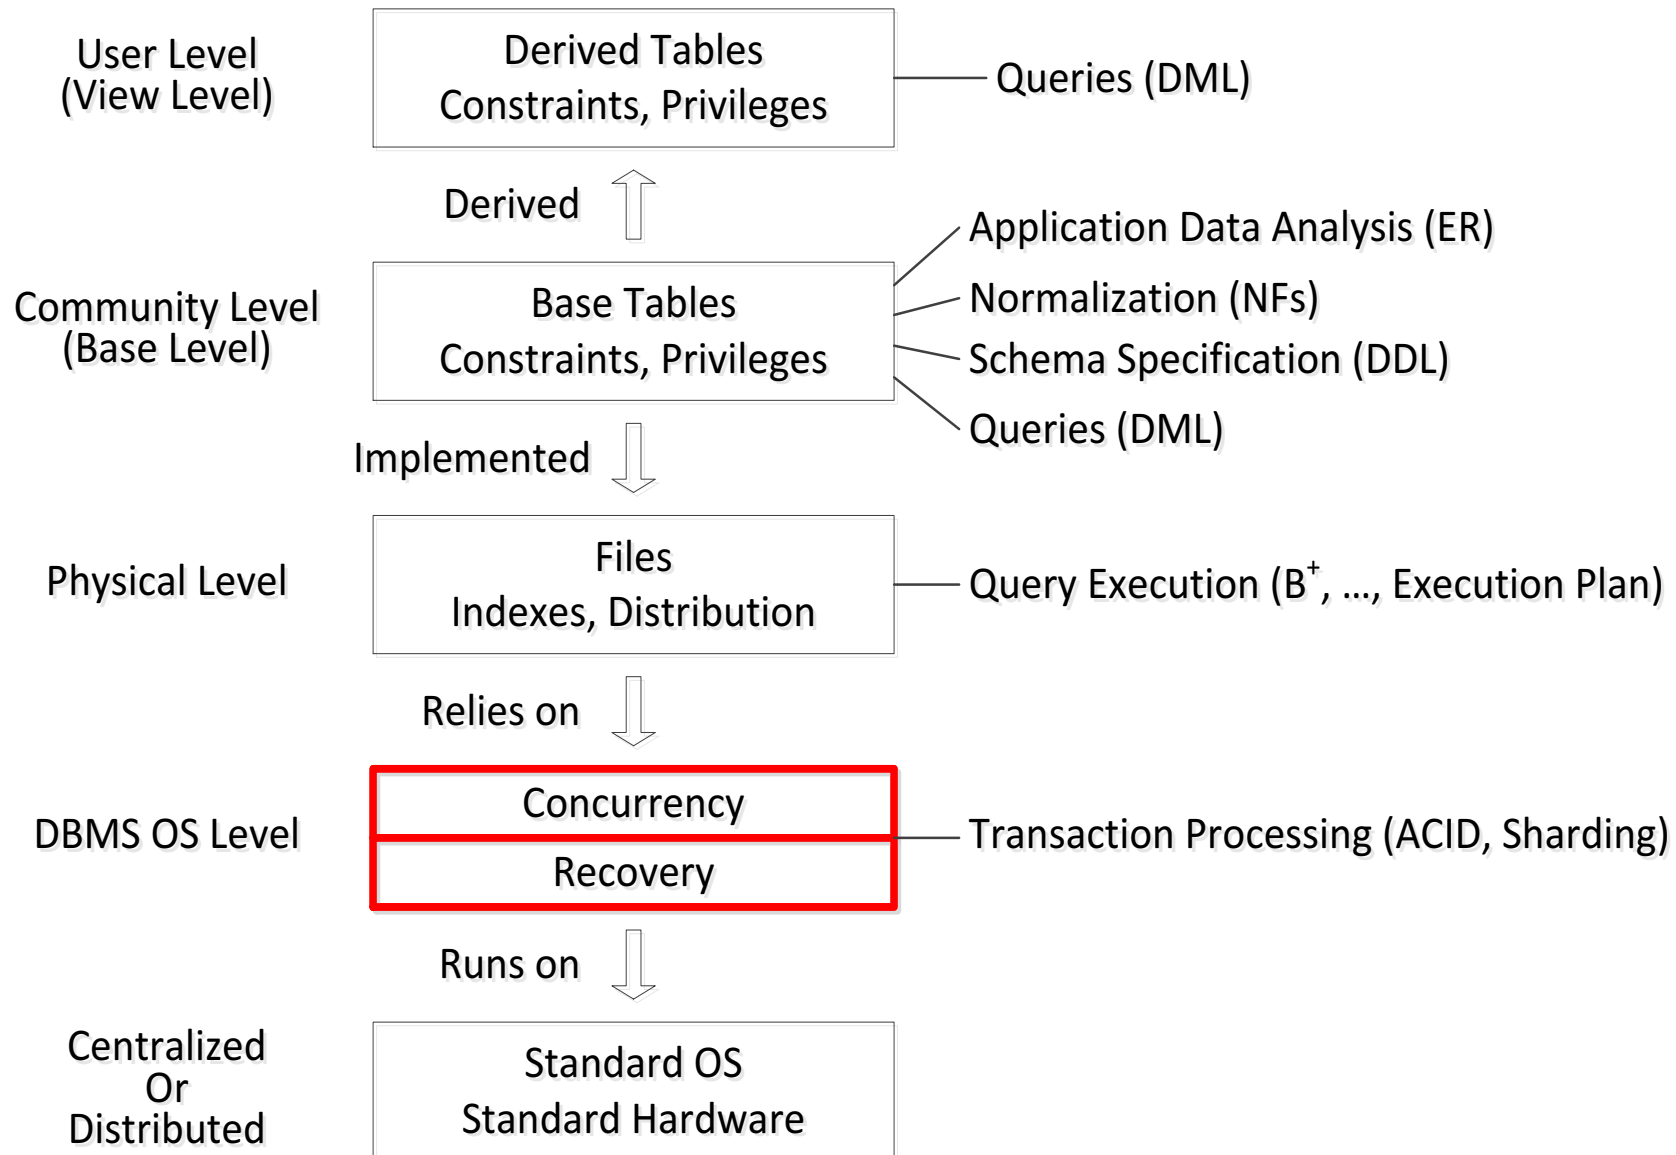 User Level
(View Level)
Derived Tables
Constraints, Privileges
Queries (DML)
Derived
Community Level
(Base Level)
Base Tables
Constraints, Privileges
Application Data Analysis (ER)
Normalization (NFs)
Schema Specification (DDL)
Queries (DML)
Implemented
Physical Level
Files
Indexes, Distribution
Query Execution (B⁺, ..., Execution Plan)
Relies on
DBMS OS Level
Concurrency
Recovery
Transaction Processing (ACID, Sharding)
Runs on
Centralized
Or
Distributed
Standard OS
Standard Hardware